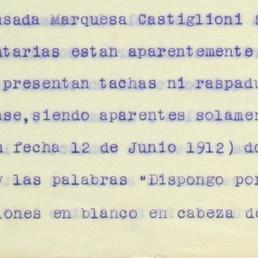 asada Marquesa Castiglioni s
ntarias estan aparentemente
presentan tachas ni raspadu
ase, siendo aparentes solamen
n fecha 12 de Junio 1912) do
y las palabras "Dispongo por
iones en blanco en cabeza de